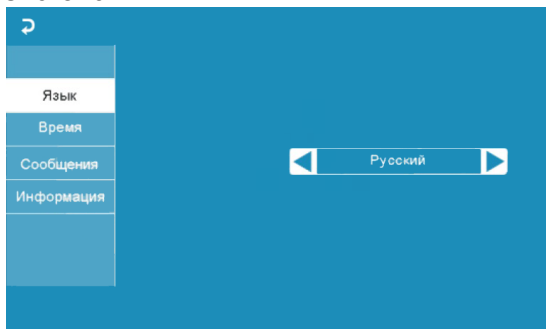 Язык
Время
Сообщения
Русский
Информация